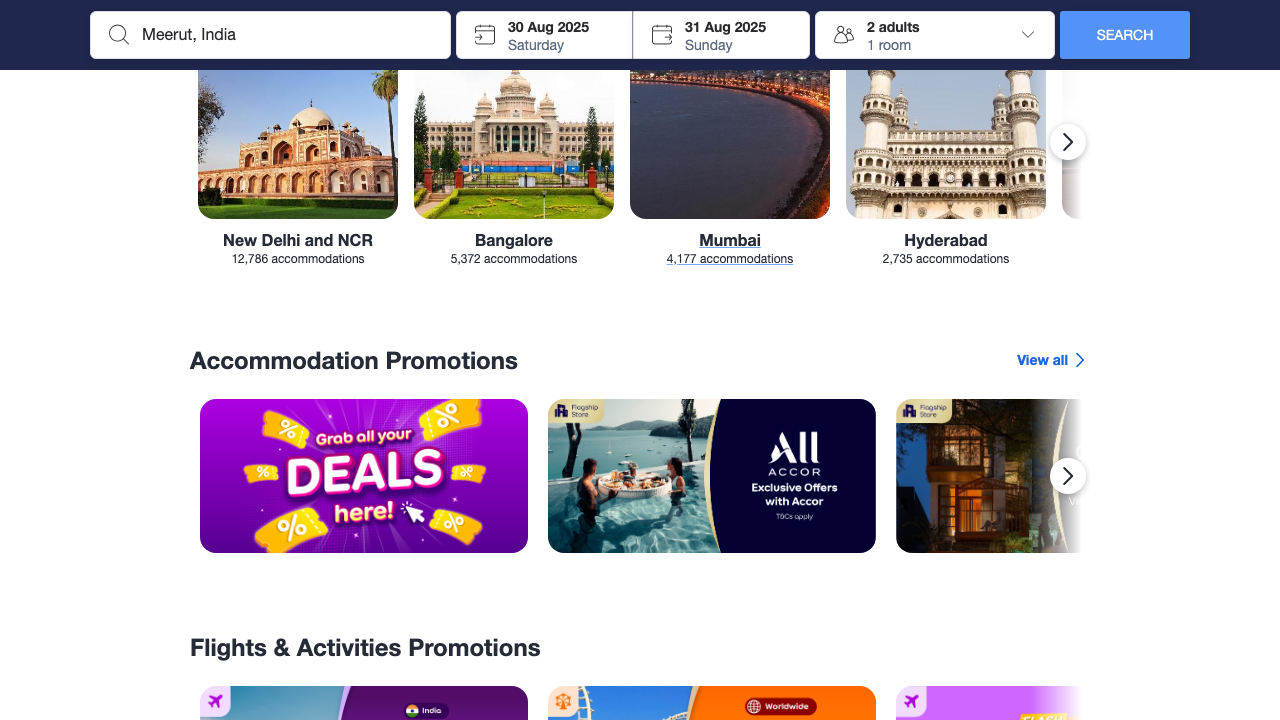 Meerut, India
30 Aug 2025
Saturday
31 Aug 2025
Sunday
2 adults
1 room
SEARCH
New Delhi and NCR
12,786 accommodations
Bangalore
5,372 accommodations
Mumbai
4,177 accommodations
Hyderabad
2,735 accommodations
Accommodation Promotions
View all
Grab all your
DEALS
here!
Flagship
Store
ALL
ACCOR
Exclusive Offers
with Accor
T&Cs apply
Flagship
Store
Flights & Activities Promotions
India
Worldwide
FLASH